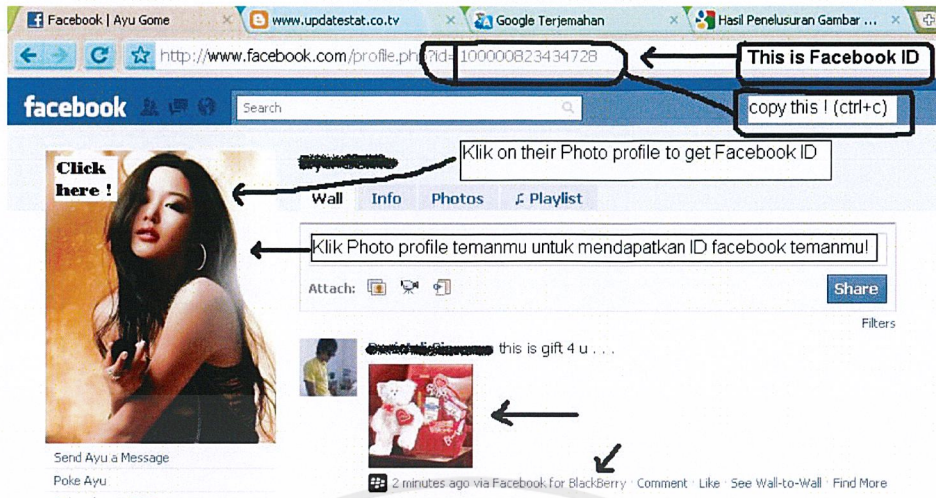 Facebook | Ayu Gome
www.updatestat.co.tv
Google Terjemahan
Hasil Penelusuran Gambar ...
http://www.facebook.com/profile.php?id=100000823434728
This is Facebook ID
copy this ! (ctrl+c)
facebook
Search
Click
here !
Klik on their Photo profile to get Facebook ID
Wall Info Photos Playlist
Klik Photo profile temanmu untuk mendapatkan ID facebook temanmu!
Attach:
Share
Filters
this is gift 4 u . . .
Send Ayu a Message
Poke Ayu
2 minutes ago via Facebook for BlackBerry · Comment · Like · See Wall-to-Wall · Find More